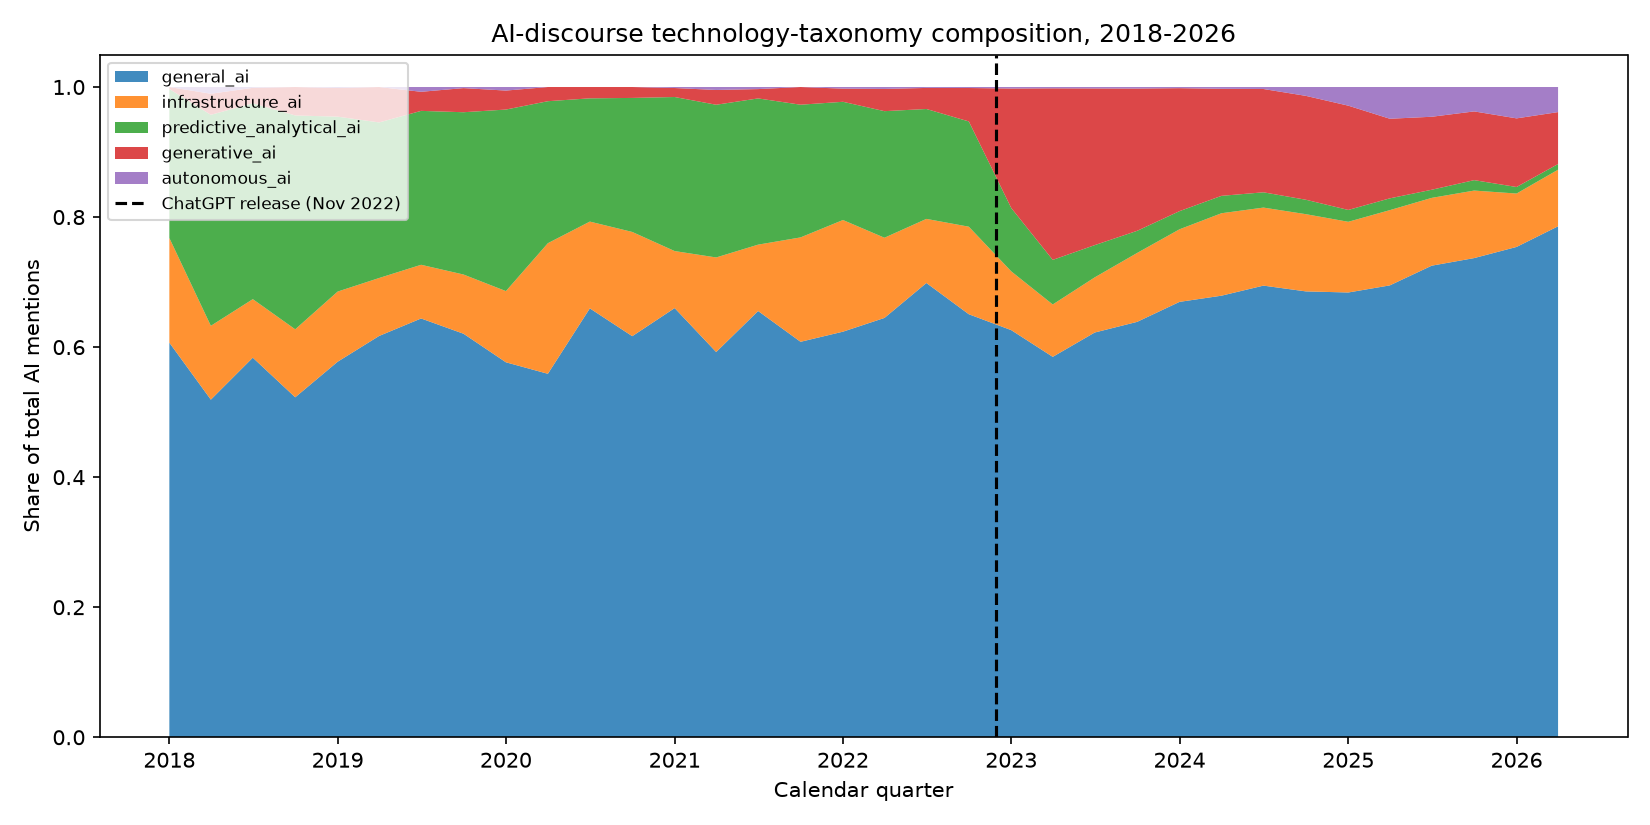 AI-discourse technology-taxonomy composition, 2018-2026
general_ai
infrastructure_ai
predictive_analytical_ai
generative_ai
autonomous_ai
ChatGPT release (Nov 2022)
Share of total AI mentions
1.0
0.8
0.6
0.4
0.2
0.0
2018 2019 2020 2021 2022 2023 2024 2025 2026
Calendar quarter